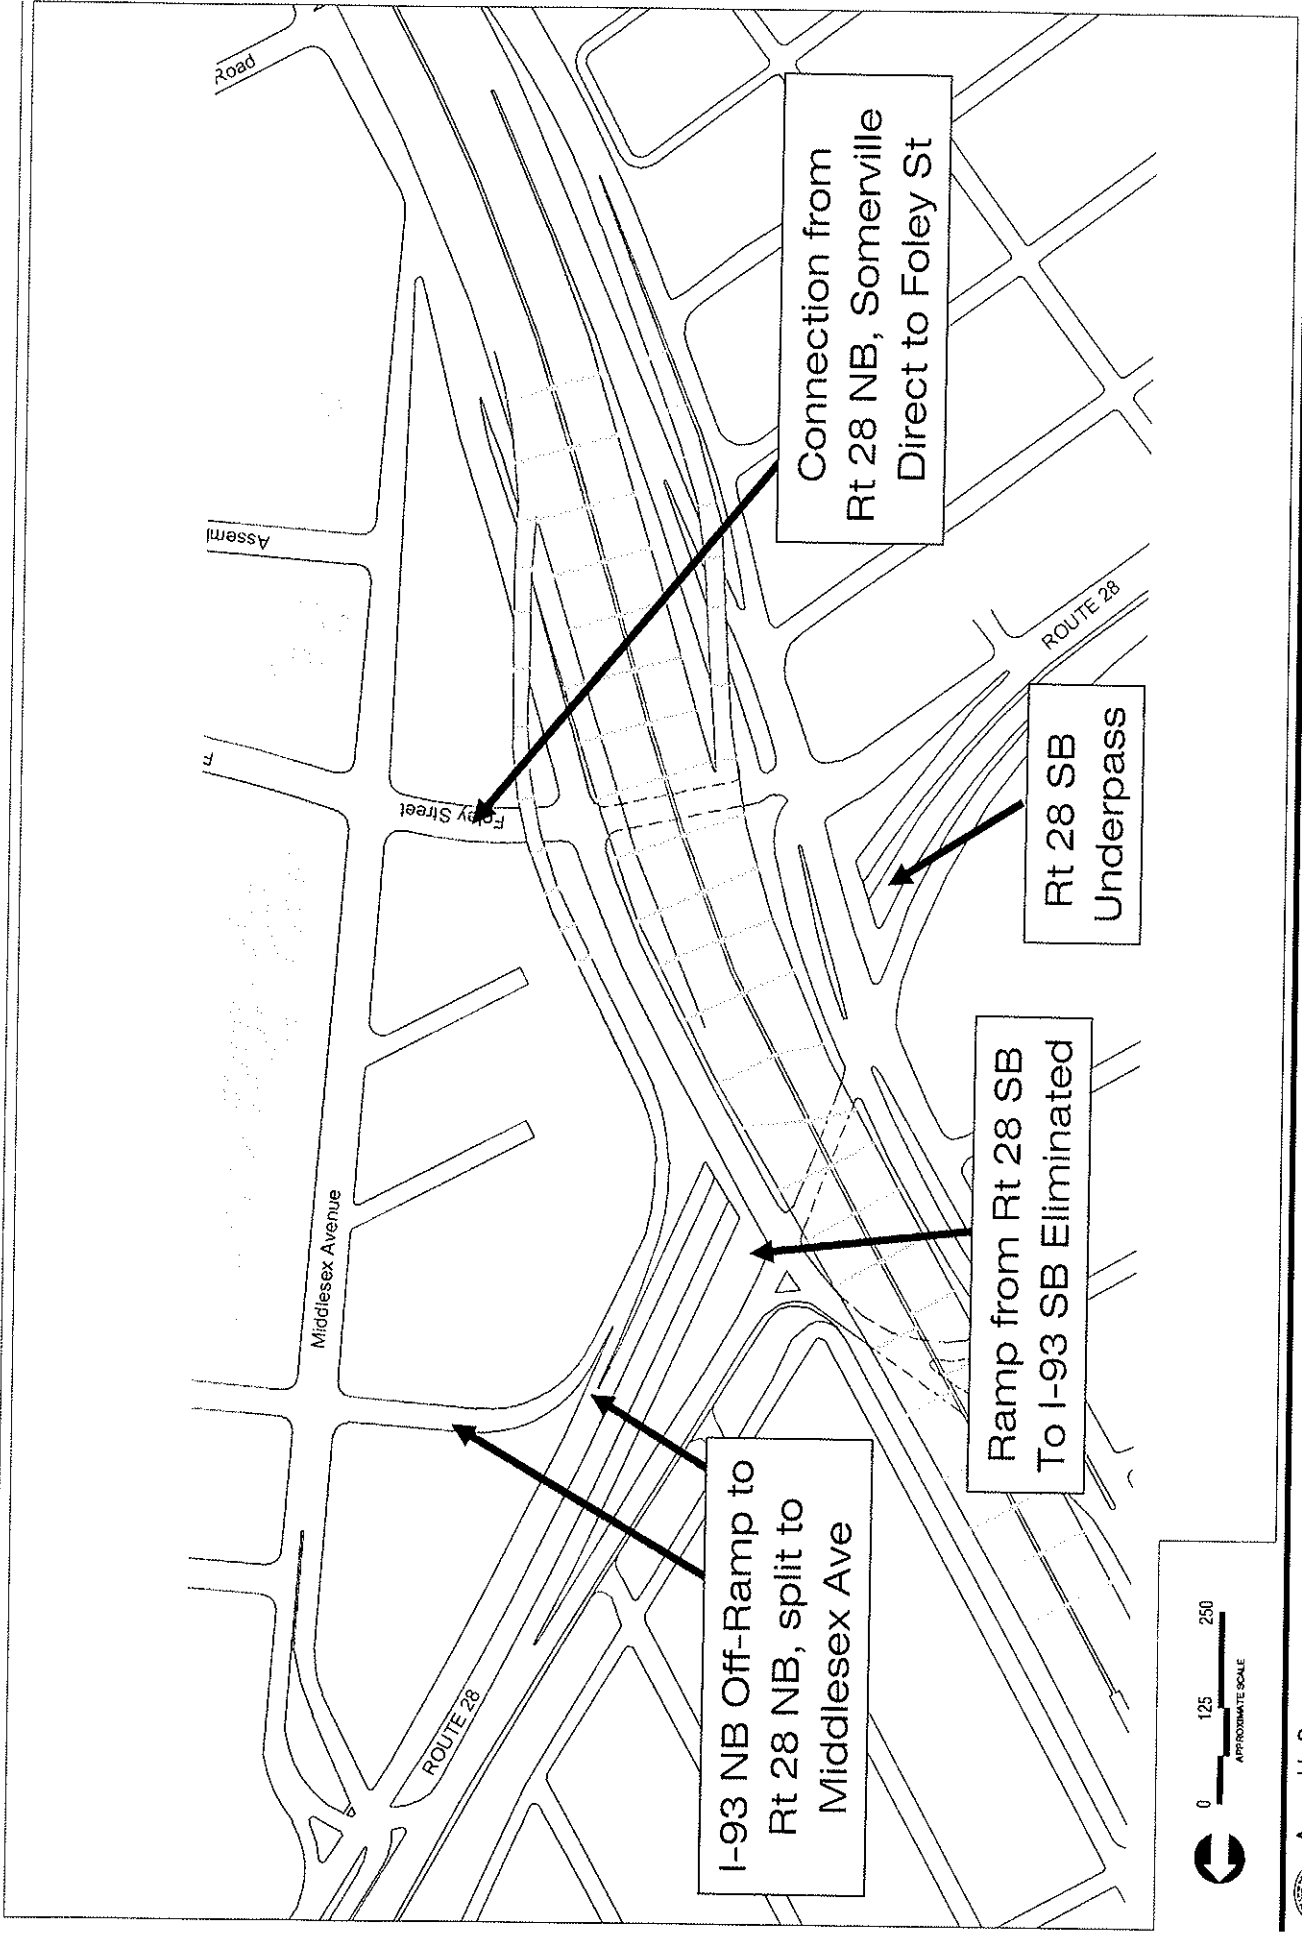 Road
Assem
F
Foley Street
Middlesex Avenue
ROUTE 28
ROUTE 28
Connection from
Rt 28 NB, Somerville
Direct to Foley St
Rt 28 SB
Underpass
Ramp from Rt 28 SB
To I-93 SB Eliminated
I-93 NB Off-Ramp to
Rt 28 NB, split to
Middlesex Ave
0 125 250
APPROXIMATE SCALE